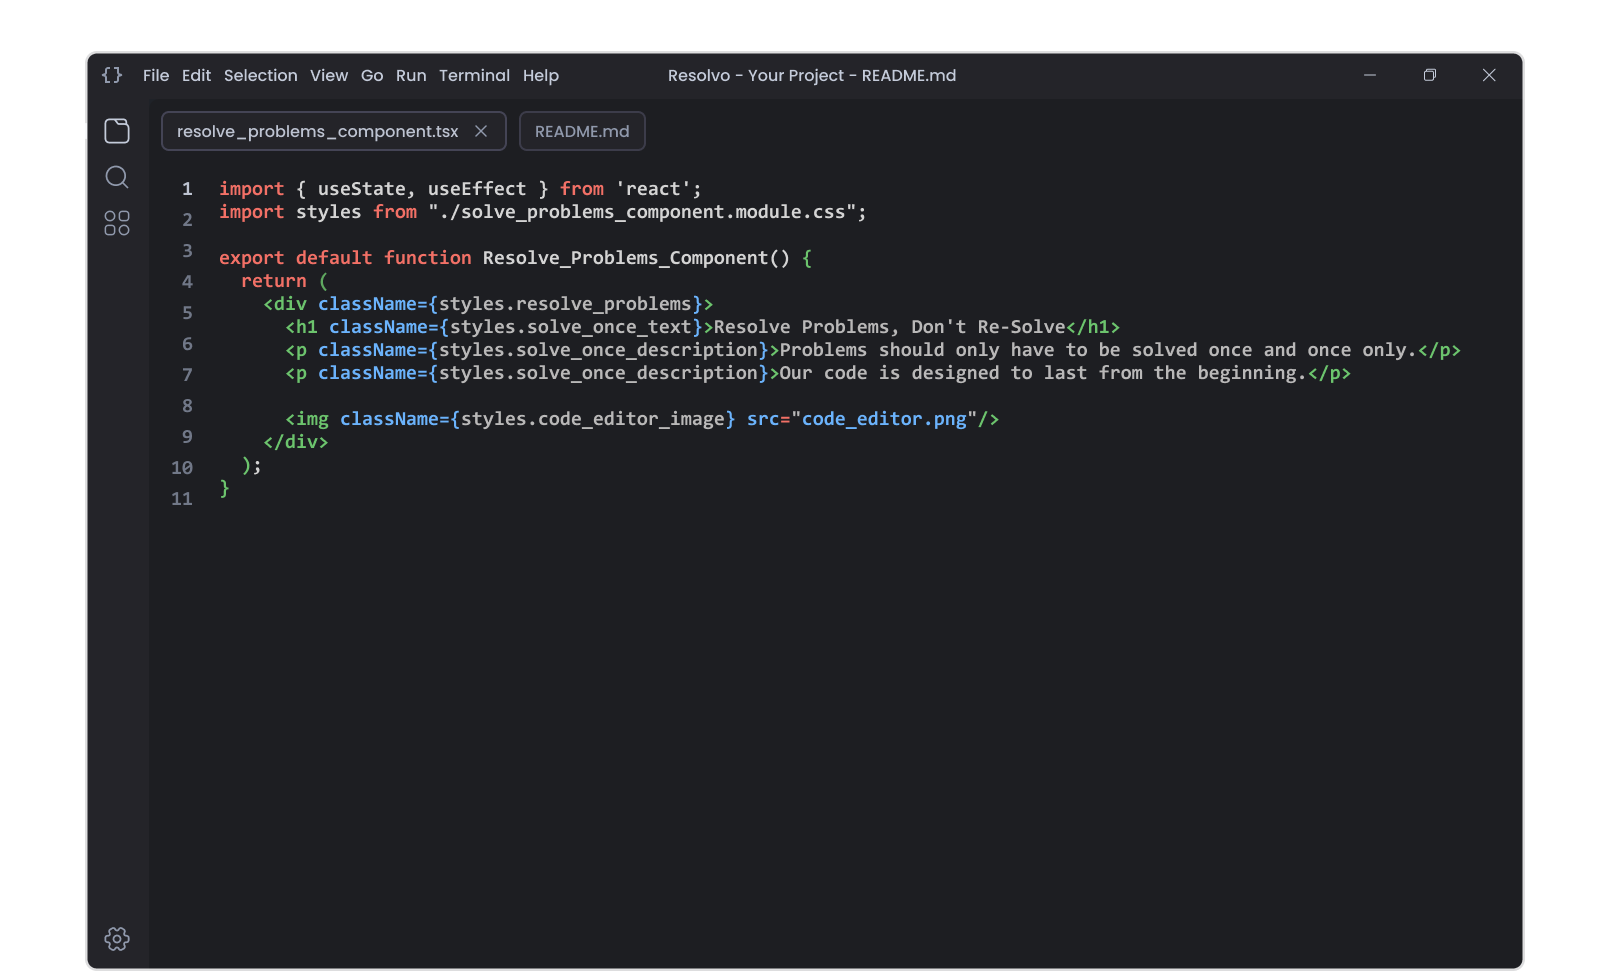 {} File Edit Selection View Go Run Terminal Help Resolvo - Your Project - README.md
resolve_problems_component.tsx README.md
1 import { useState, useEffect } from 'react';
2 import styles from "./solve_problems_component.module.css";
3
4 export default function Resolve_Problems_Component() {
return (
5 <div className={styles.resolve_problems}>
<h1 className={styles.solve_once_text}>Resolve Problems, Don't Re-Solve</h1>
6 <p className={styles.solve_once_description}>Problems should only have to be solved once and once only.</p>
7 <p className={styles.solve_once_description}>Our code is designed to last from the beginning.</p>
8
<img className={styles.code_editor_image} src="code_editor.png"/>
9 </div>
10 );
11 }